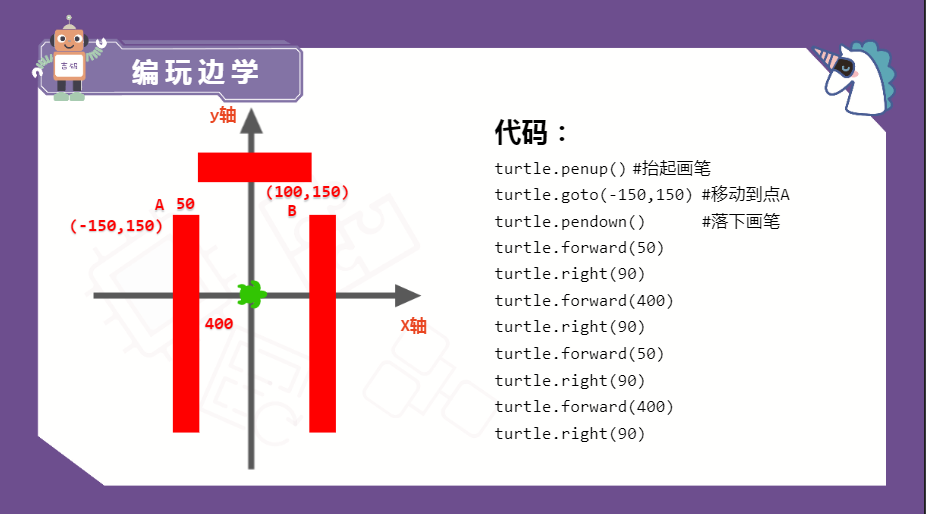 吉码
编玩边学
y轴
(100,150)
A 50
B
(-150,150)
400
X轴
代码：
turtle.penup() #抬起画笔
turtle.goto(-150,150) #移动到点A
turtle.pendown() #落下画笔
turtle.forward(50)
turtle.right(90)
turtle.forward(400)
turtle.right(90)
turtle.forward(50)
turtle.right(90)
turtle.forward(400)
turtle.right(90)